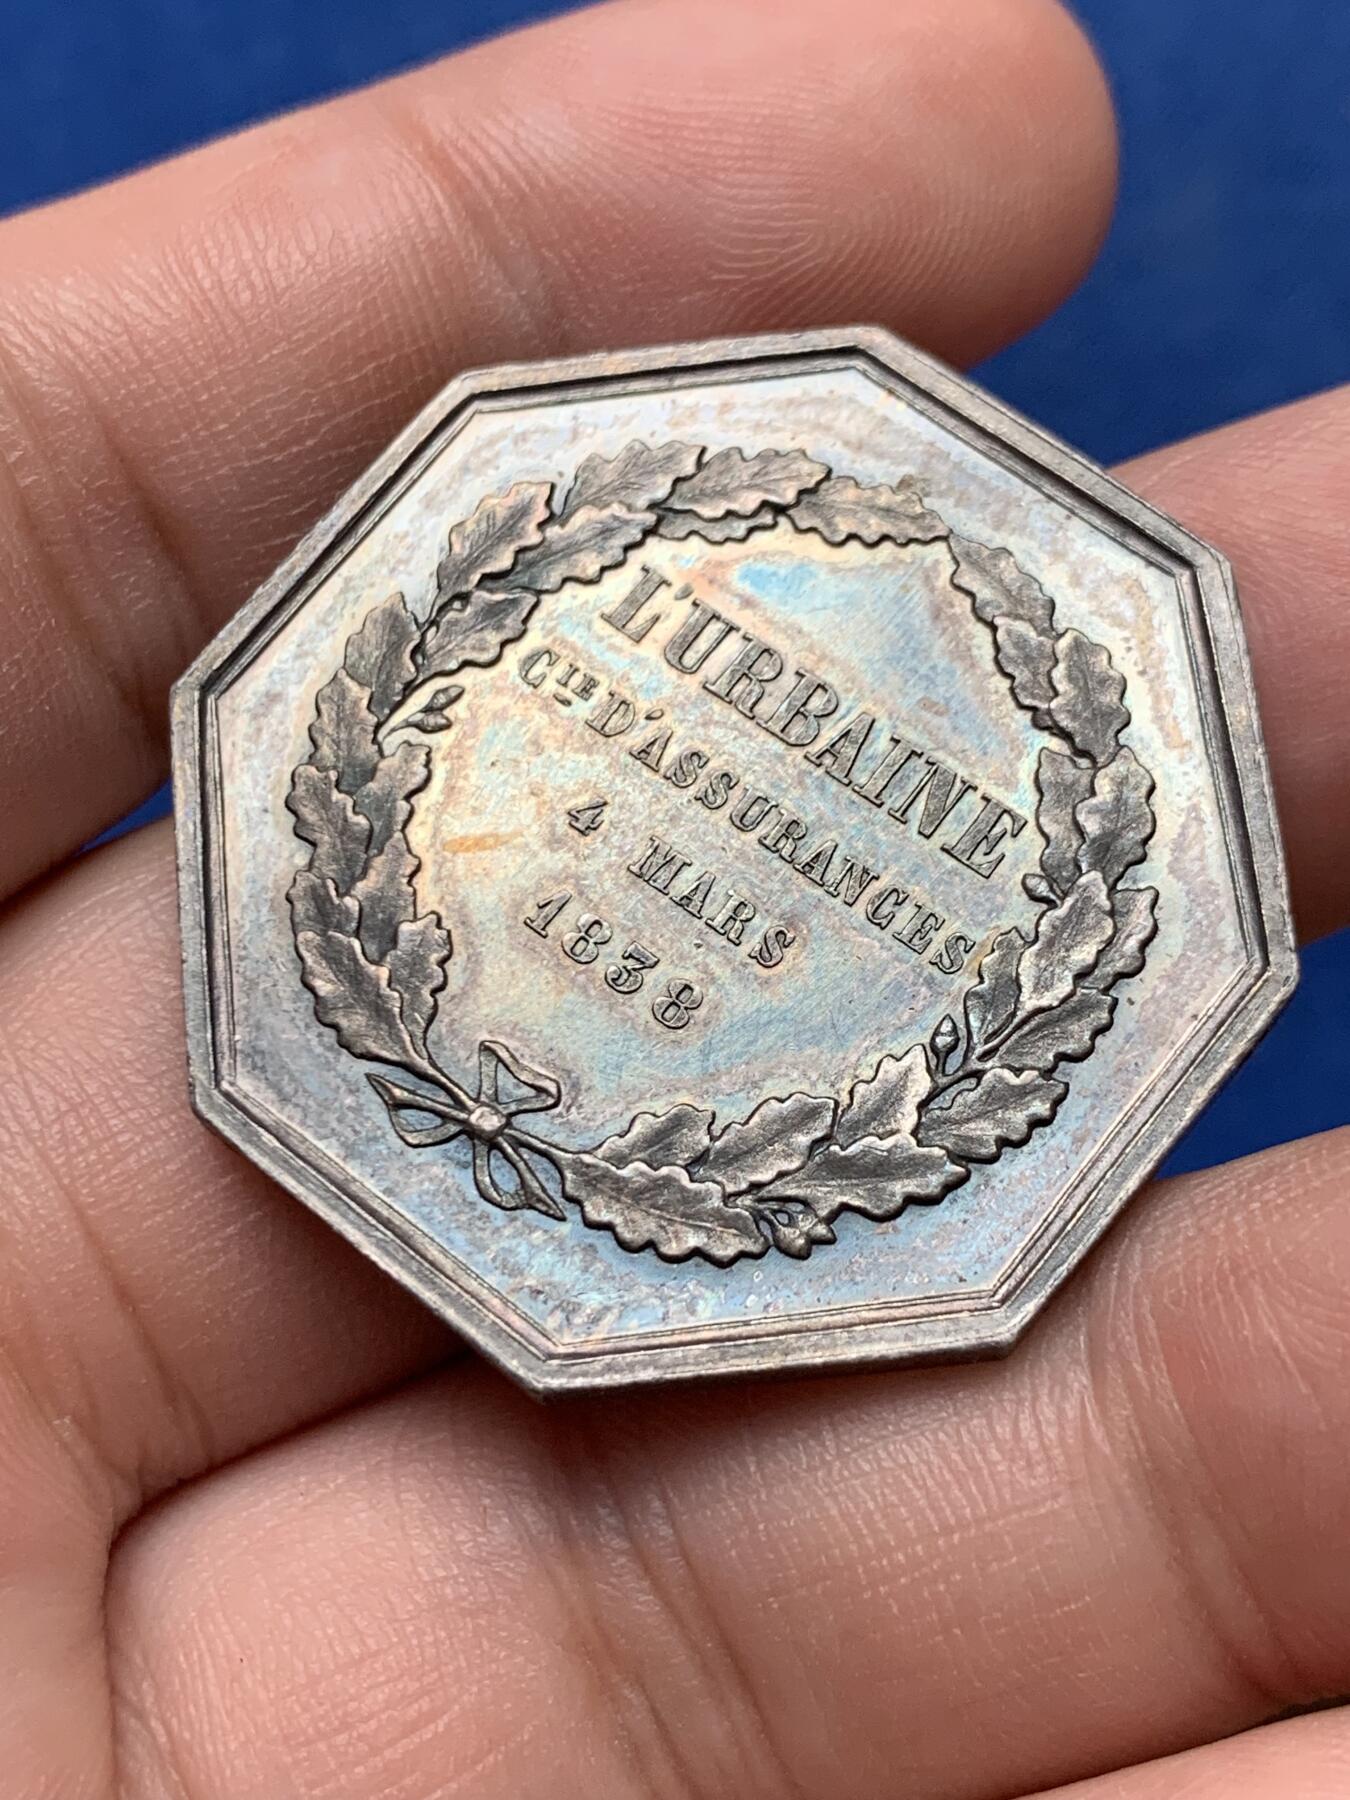 L'URBAINE
CIE D'ASSURANCES
4 MARS
1838